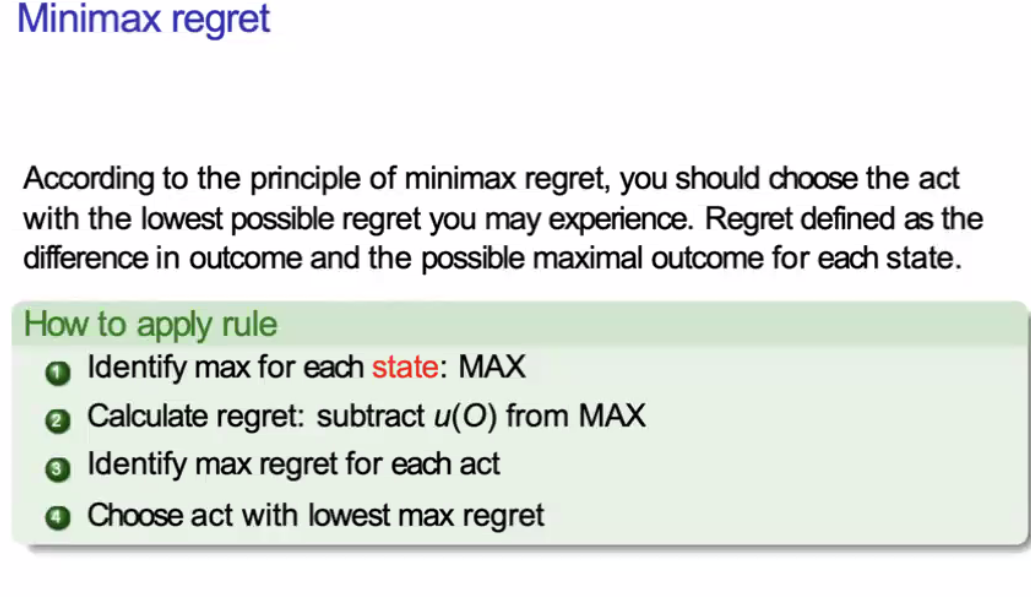 Minimax regret
According to the principle of minimax regret, you should choose the act
with the lowest possible regret you may experience. Regret defined as the
difference in outcome and the possible maximal outcome for each state.
How to apply rule
1 Identify max for each state: MAX
2 Calculate regret: subtract u(O) from MAX
3 Identify max regret for each act
4 Choose act with lowest max regret